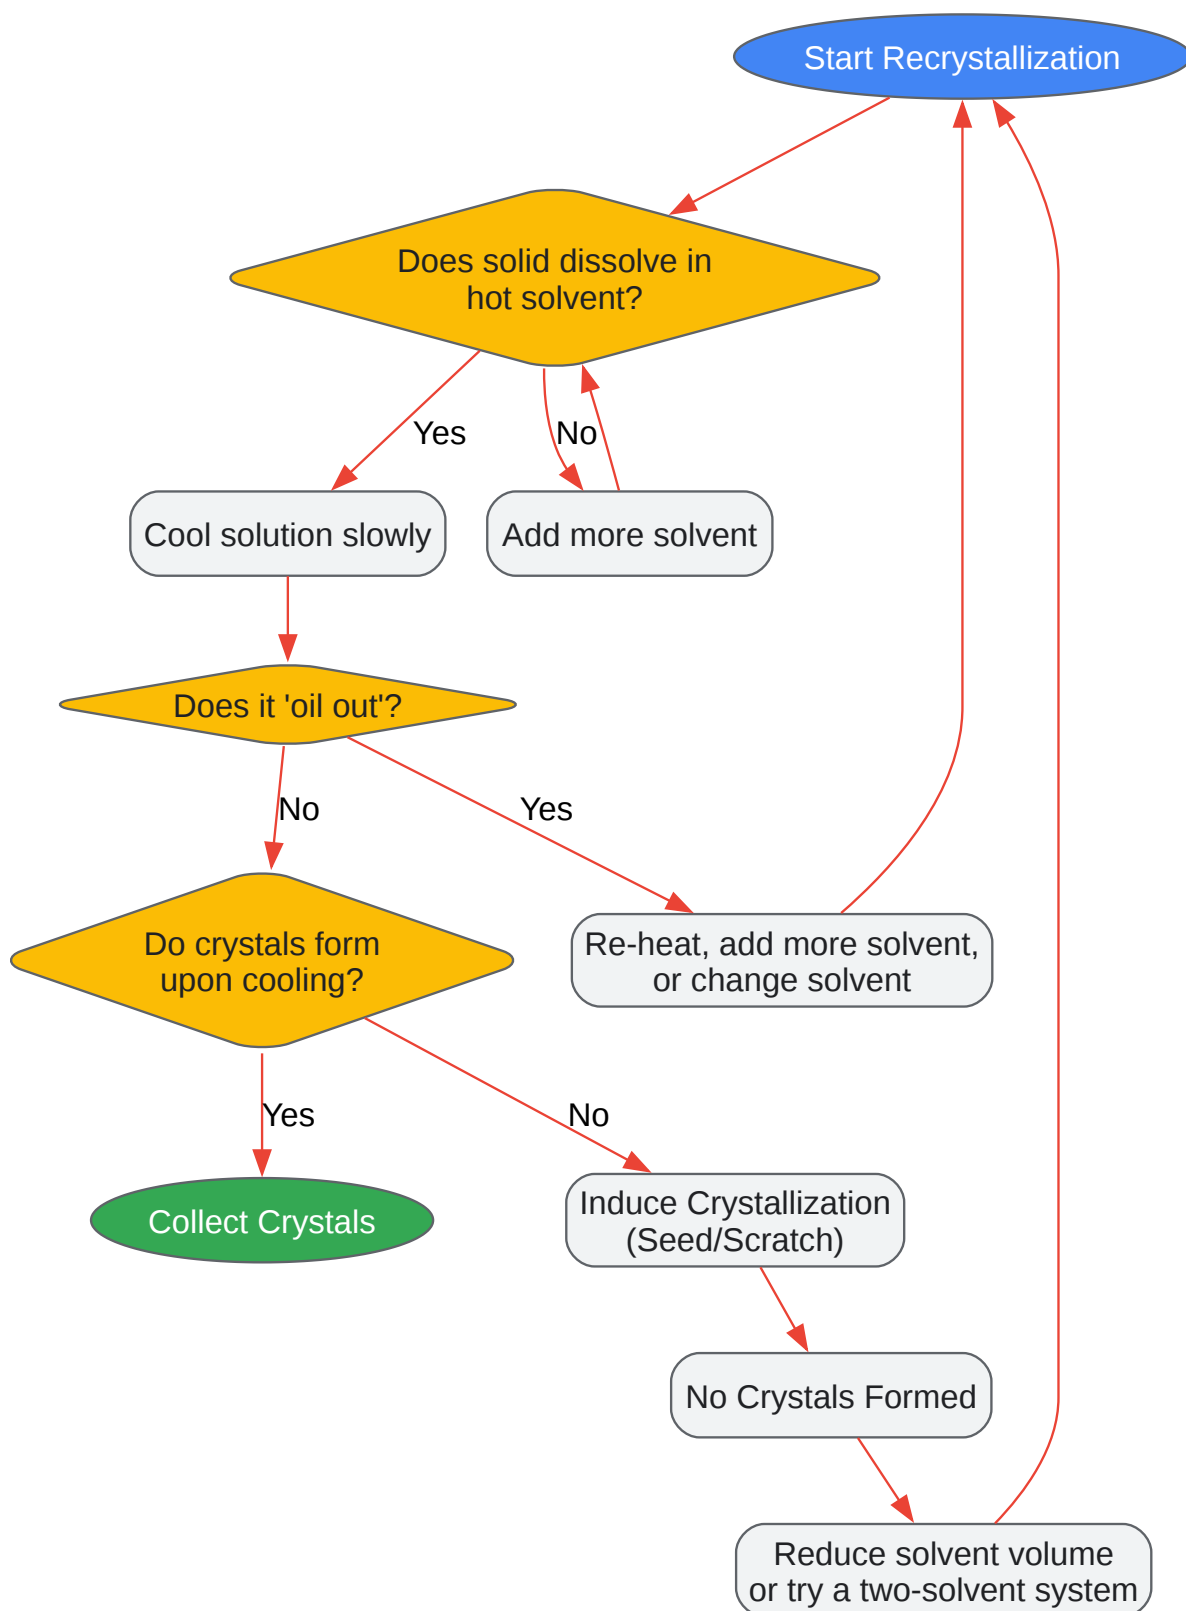 Start Recrystallization
Does solid dissolve in
hot solvent?
Yes
No
Cool solution slowly
Add more solvent
Does it 'oil out'?
No
Yes
Do crystals form
upon cooling?
Re-heat, add more solvent,
or change solvent
Yes
No
Collect Crystals
Induce Crystallization
(Seed/Scratch)
No Crystals Formed
Reduce solvent volume
or try a two-solvent system